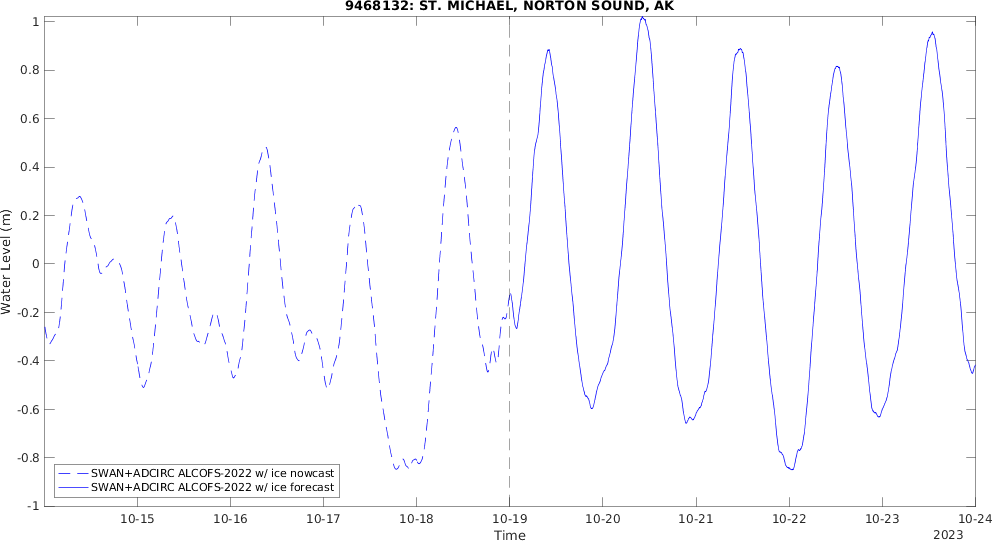 9468132: ST. MICHAEL, NORTON SOUND, AK
1
0.8
0.6
0.4
0.2
0
-0.2
-0.4
-0.6
-0.8
-1
Water Level (m)
SWAN+ADCIRC ALCOFS-2022 w/ ice nowcast
SWAN+ADCIRC ALCOFS-2022 w/ ice forecast
10-15 10-16 10-17 10-18 10-19 10-20 10-21 10-22 10-23 10-24
Time
2023